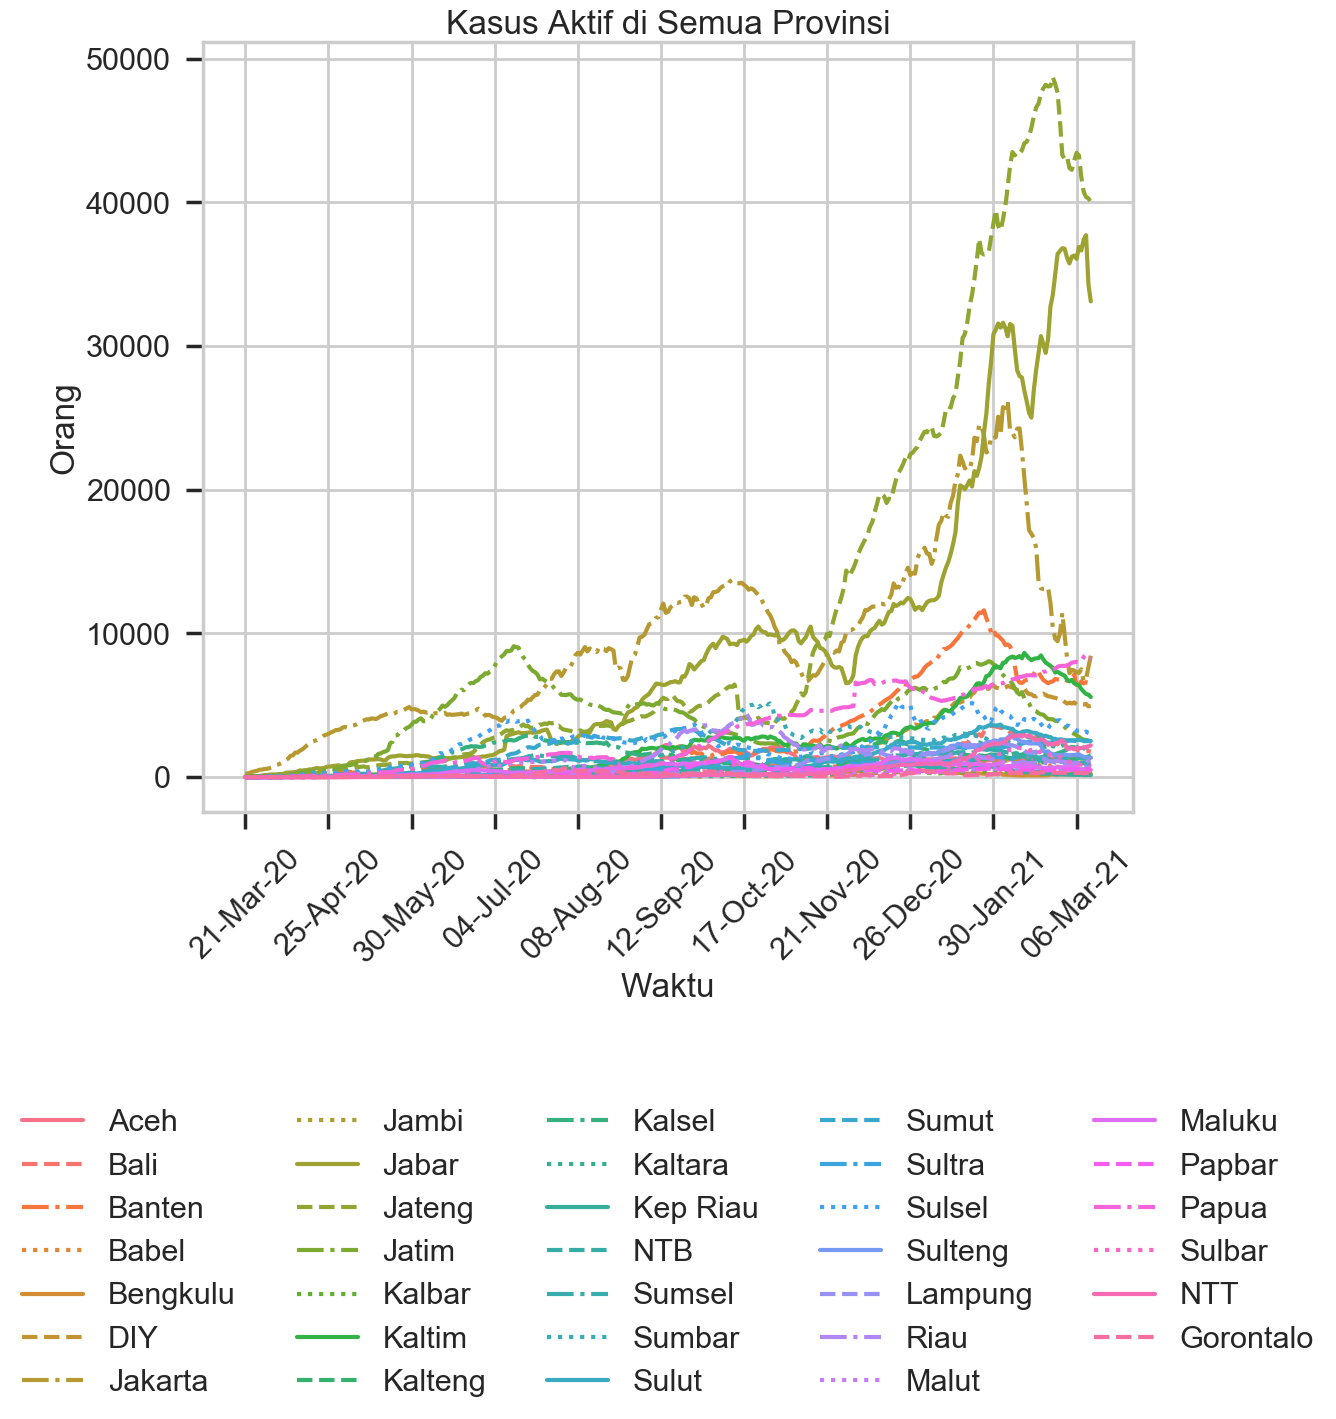 Kasus Aktif di Semua Provinsi
50000
40000
30000
20000
10000
0
Orang
21-Mar-20
25-Apr-20
30-May-20
04-Jul-20
08-Aug-20
12-Sep-20
17-Oct-20
21-Nov-20
26-Dec-20
30-Jan-21
06-Mar-21
Waktu
Aceh
Bali
Banten
Babel
Bengkulu
DIY
Jakarta
Jambi
Jabar
Jateng
Jatim
Kalbar
Kaltim
Kalteng
Kalsel
Kaltara
Kep Riau
NTB
Sumsel
Sumbar
Sulut
Sumut
Sultra
Sulsel
Sulteng
Lampung
Riau
Malut
Maluku
Papbar
Papua
Sulbar
NTT
Gorontalo